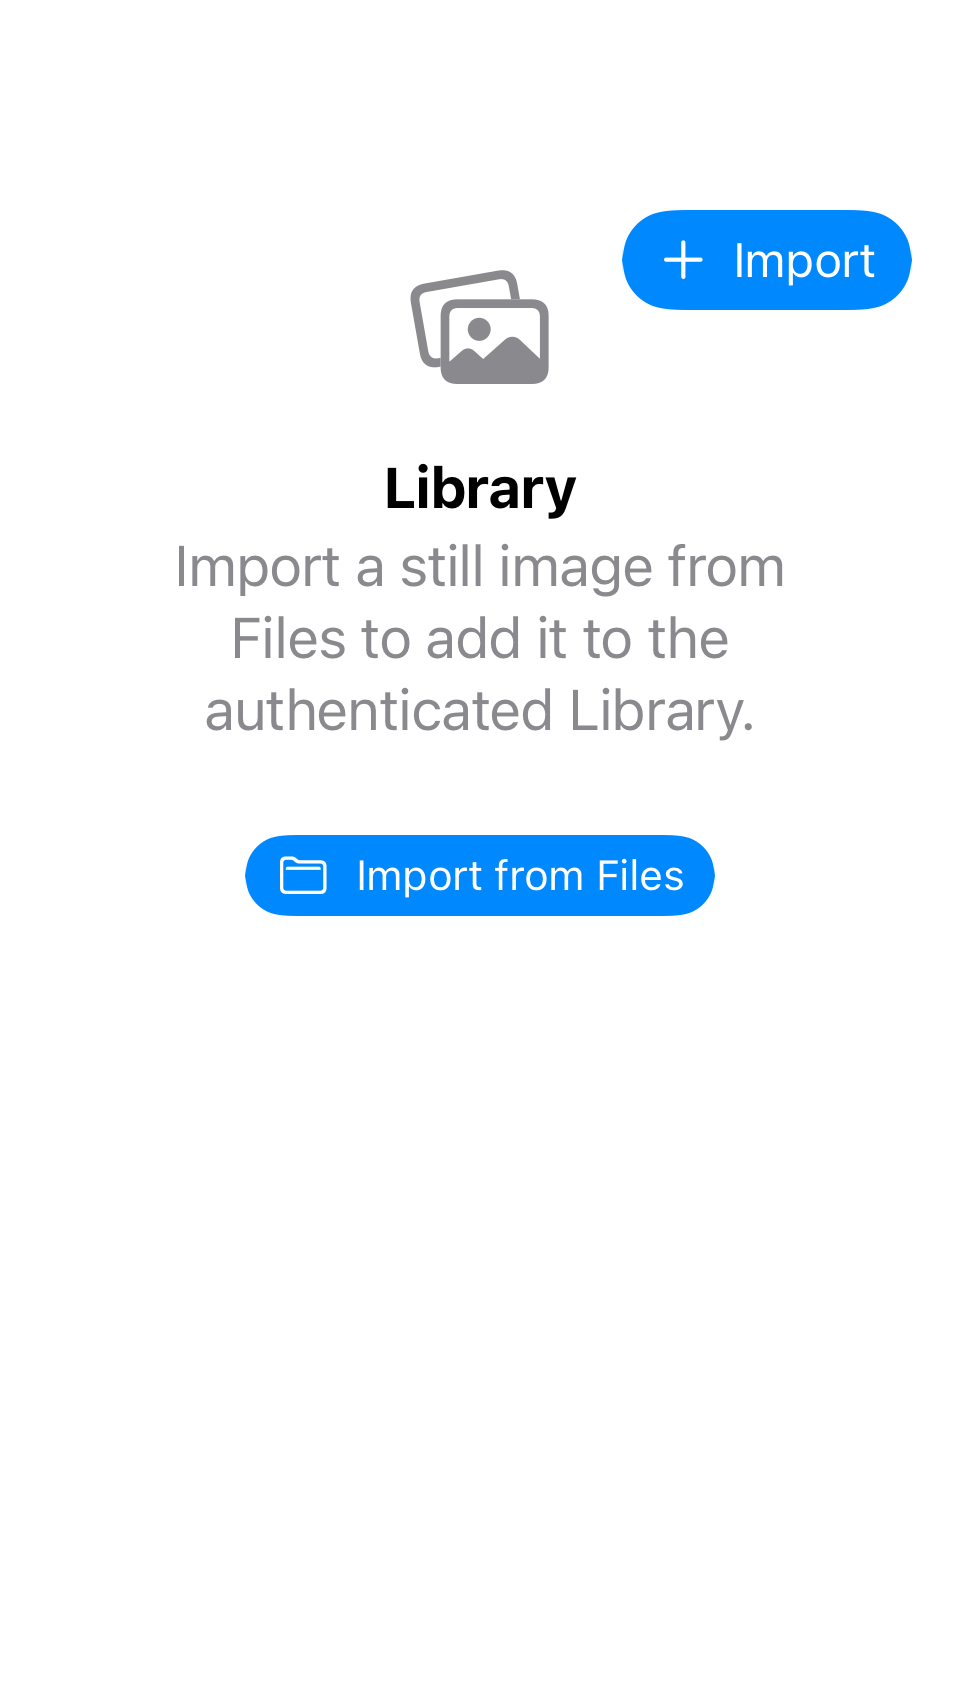 Import
Library
Import a still image from
Files to add it to the
authenticated Library.
Import from Files